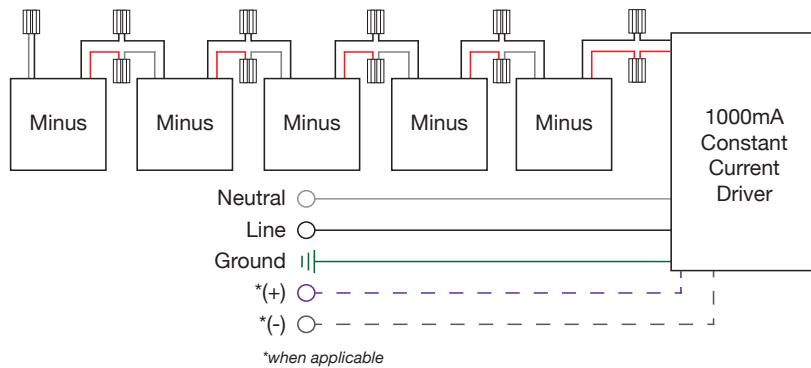 Minus
Minus
Minus
Minus
Minus
1000mA
Constant
Current
Driver
Neutral
Line
Ground
*(+)
*(-)
*when applicable